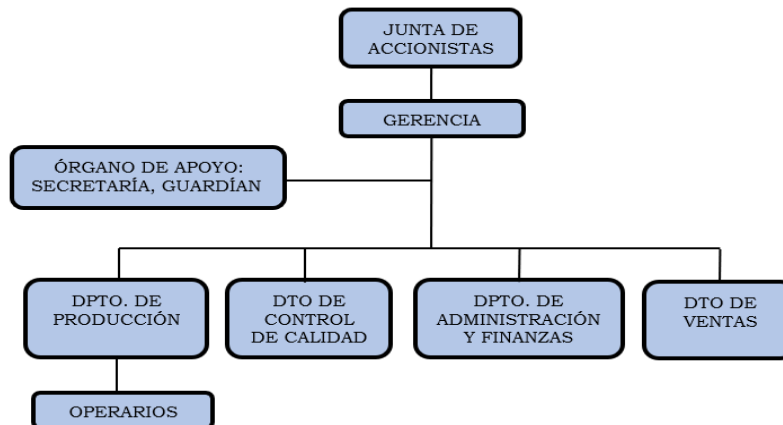 JUNTA DE
ACCIONISTAS
GERENCIA
ÓRGANO DE APOYO:
SECRETARÍA, GUARDÍAN
DPTO. DE
PRODUCCIÓN
DTO DE
CONTROL
DE CALIDAD
DPTO. DE
ADMINISTRACIÓN
Y FINANZAS
DTO DE
VENTAS
OPERARIOS